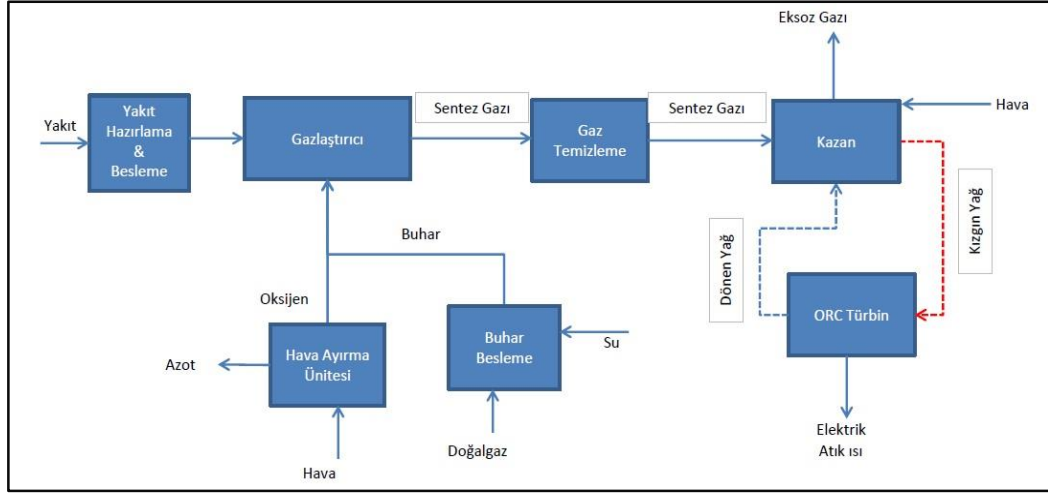 Eksoz Gazı
Yakıt
Yakıt
Hazırlama
&
Besleme
Gazlaştırıcı
Sentez Gazı
Gaz
Temizleme
Sentez Gazı
Kazan
Hava
Buhar
Dönen Yağ
Kızgın Yağ
Oksijen
Azot
Hava Ayırma
Ünitesi
Buhar
Besleme
Su
ORC Türbin
Hava
Doğalgaz
Elektrik
Atık ısı